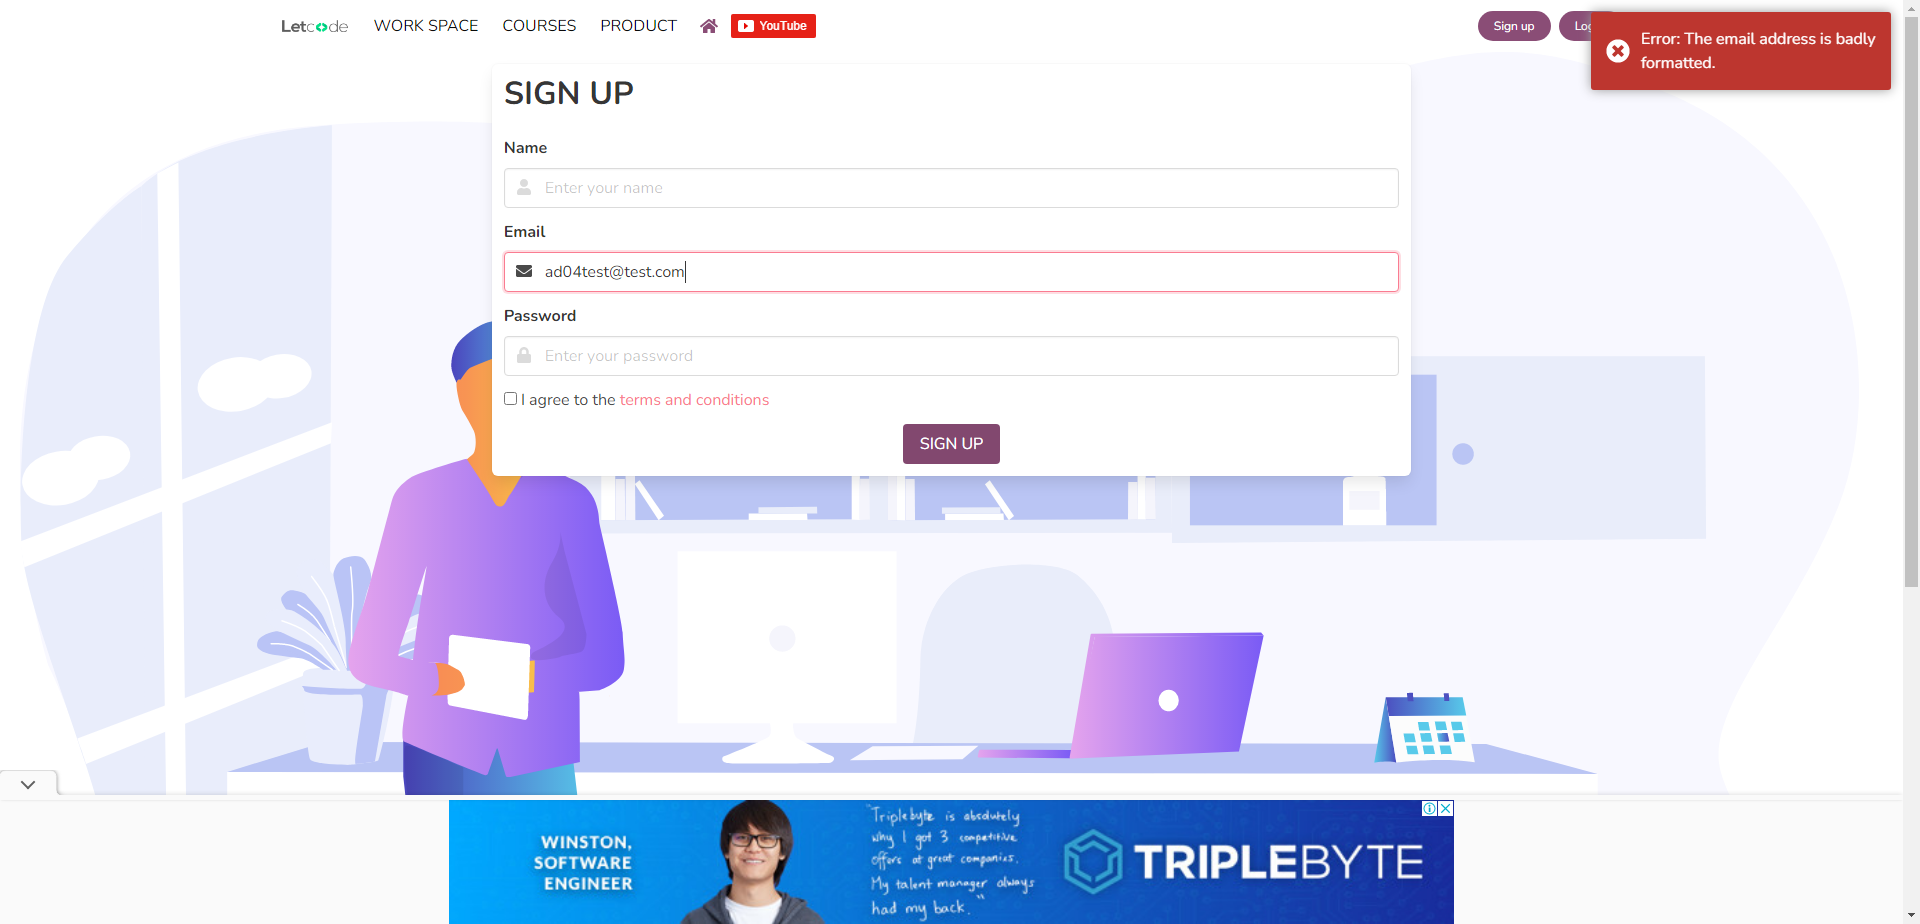 Letcode WORK SPACE COURSES PRODUCT YouTube Sign up
Error: The email address is badly
formatted.
SIGN UP
Name
Enter your name
Email
ad04test@test.com
Password
Enter your password
I agree to the terms and conditions
SIGN UP
WINSTON,
SOFTWARE
ENGINEER
"Triplebyte is absolutely
why I got 3 competitive
offers at great companies.
My talent manager always
had my back."
TRIPLEBYTE